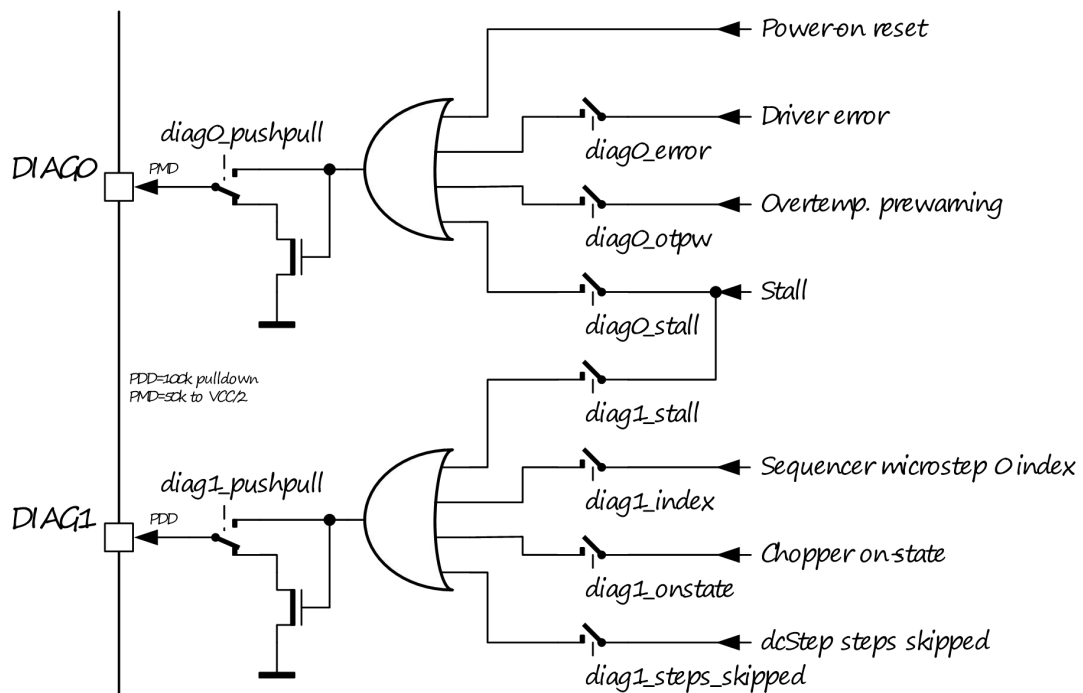 Power-on reset
Driver error
diag0_pushpull
diag0_error
DIAG0
PMD
Overtemp. prewarning
diag0_otpw
Stall
diag0_stall
PDD=100k pulldown
PMD=50k to VCC/2
diag1_stall
Sequencer microstep 0 index
diag1_pushpull
diag1_index
DIAG1
PDD
Chopper on-state
diag1_onstate
dcStep steps skipped
diag1_steps_skipped